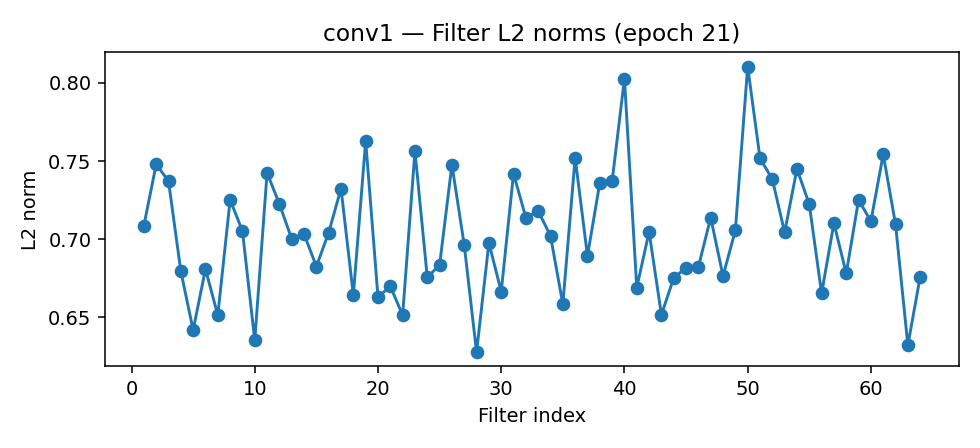 conv1 — Filter L2 norms (epoch 21)
0.80
0.75
0.70
0.65
L2 norm
0 10 20 30 40 50 60
Filter index